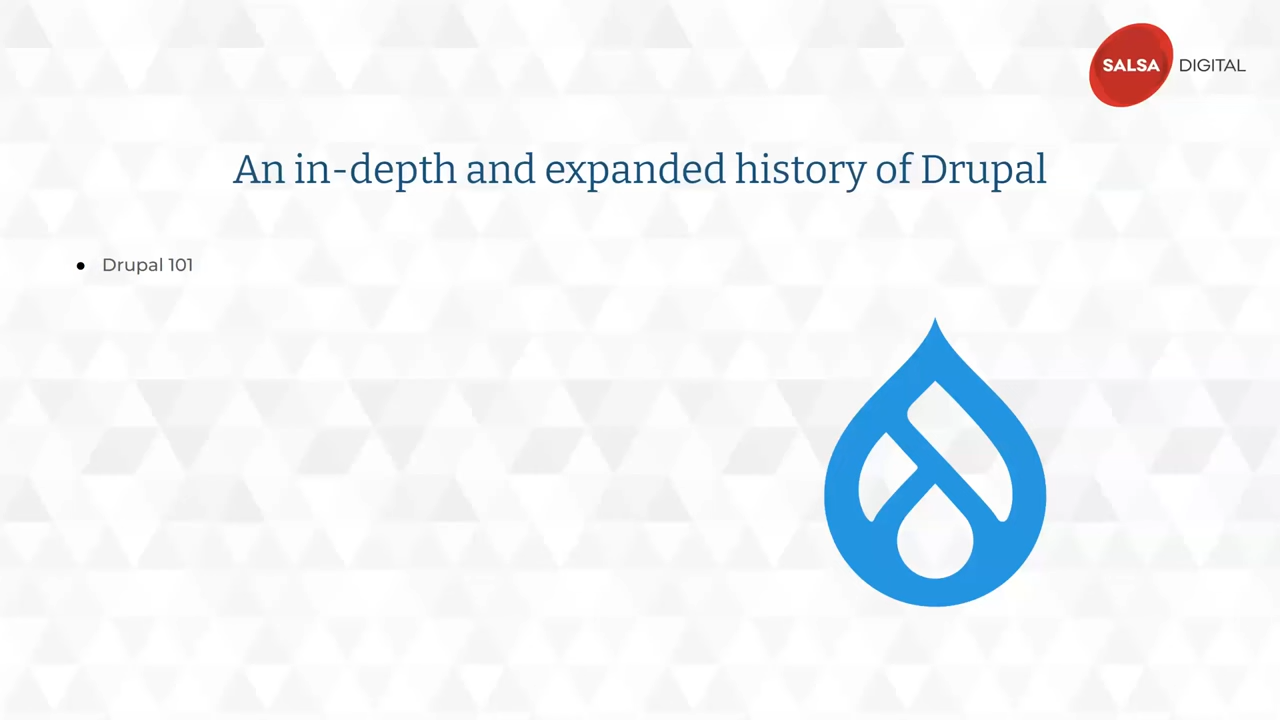 SALSA DIGITAL
An in-depth and expanded history of Drupal
● Drupal 101